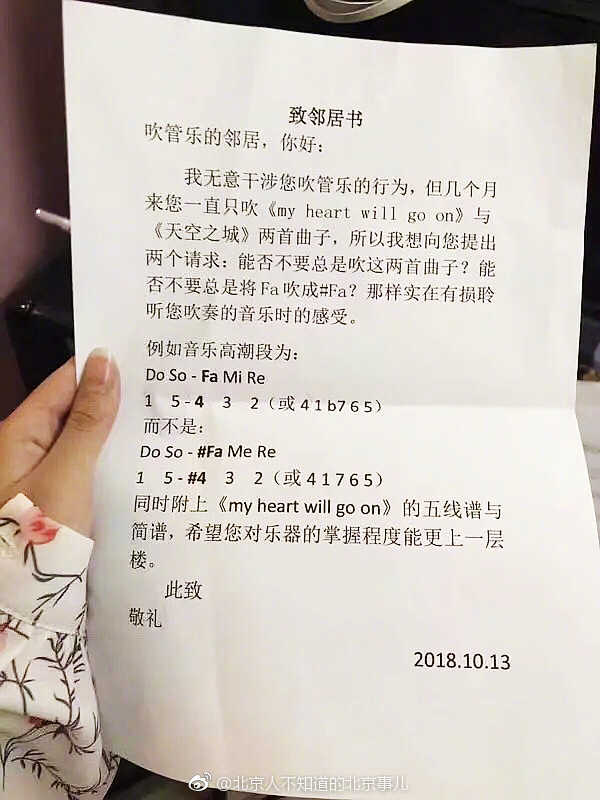 致邻居书
吹管乐的邻居，你好：
我无意干涉您吹管乐的行为，但几个月
来您一直只吹《my heart will go on》与
《天空之城》两首曲子，所以我想向您提出
两个请求：能否不要总是吹这两首曲子？能
否不要总是将Fa吹成#Fa？那样实在有损聆
听您吹奏的音乐时的感受。
例如音乐高潮段为：
Do So - Fa Mi Re
1 5 - 4 3 2（或 4 1 b7 6 5）
而不是：
Do So - #Fa Me Re
1 5- #4 3 2（或 4 1 7 6 5）
同时附上《my heart will go on》的五线谱与
简谱，希望您对乐器的掌握程度能更上一层
楼。
此致
敬礼
2018.10.13
@北京人不知道的北京事儿